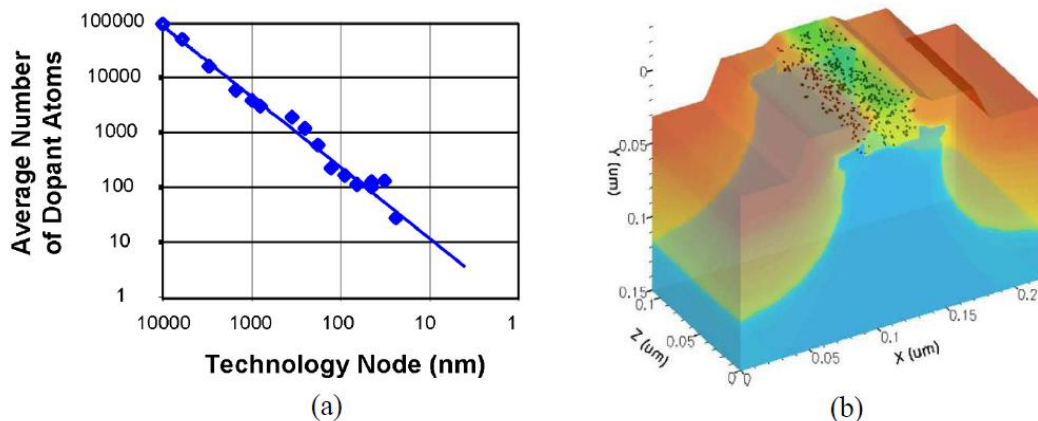 100000
10000
1000
100
10
1
Average Number
of Dopant Atoms
10000 1000 100 10 1
Technology Node (nm)
(a)
0
0.05
0.1
0.15
Y (um)
0.1
0.05
0
Z (um)
0
0.05
0.1
0.15
0.2
X (um)
(b)